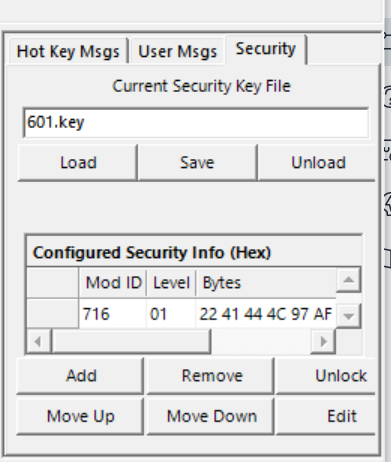 Hot Key Msgs User Msgs Security
Current Security Key File
601.key
Load Save Unload
Configured Security Info (Hex)
Mod ID Level Bytes
716 01 22 41 44 4C 97 AF
Add Remove Unlock
Move Up Move Down Edit